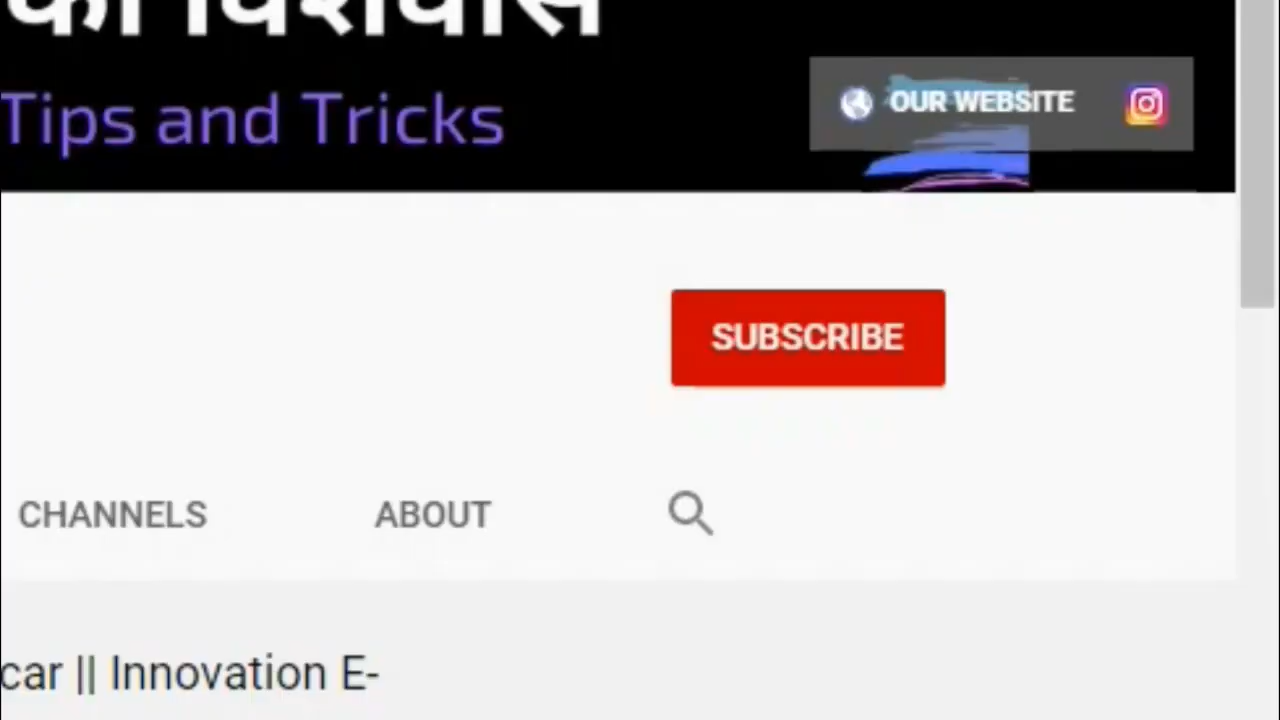 का विश्वास
Tips and Tricks
OUR WEBSITE
SUBSCRIBE
CHANNELS
ABOUT
car || Innovation E-